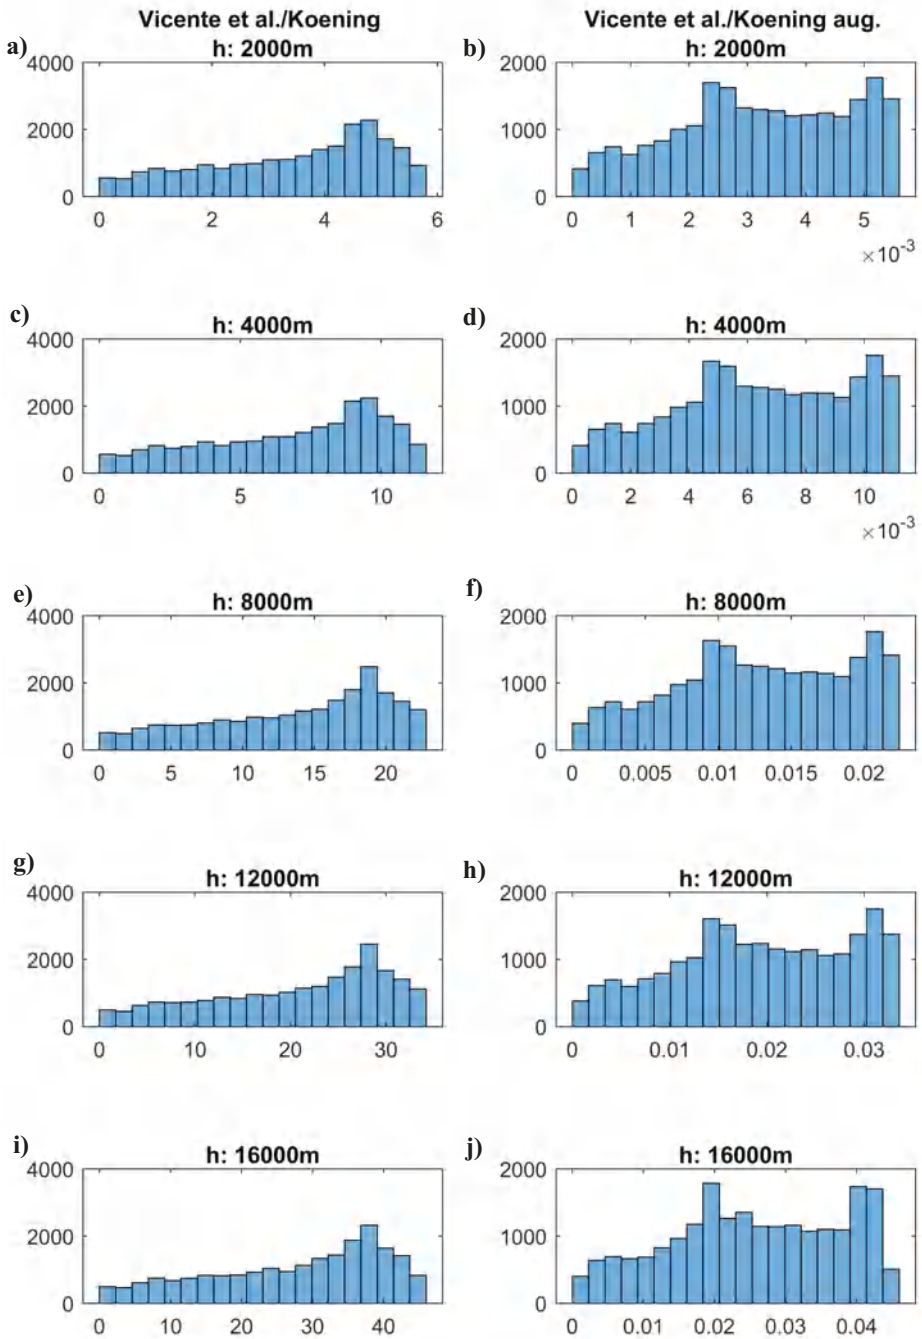 Vicente et al./Koening
Vicente et al./Koening aug.
a)
h: 2000m
4000
2000
0
0 2 4 6
b)
h: 2000m
2000
1000
0
0 1 2 3 4 5
×10-3
c)
h: 4000m
4000
2000
0
0 5 10
d)
h: 4000m
2000
1000
0
0 2 4 6 8 10
×10-3
e)
h: 8000m
4000
2000
0
0 5 10 15 20
f)
h: 8000m
2000
1000
0
0 0.005 0.01 0.015 0.02
g)
h: 12000m
4000
2000
0
0 10 20 30
h)
h: 12000m
2000
1000
0
0 0.01 0.02 0.03
i)
h: 16000m
4000
2000
0
0 10 20 30 40
j)
h: 16000m
2000
1000
0
0 0.01 0.02 0.03 0.04